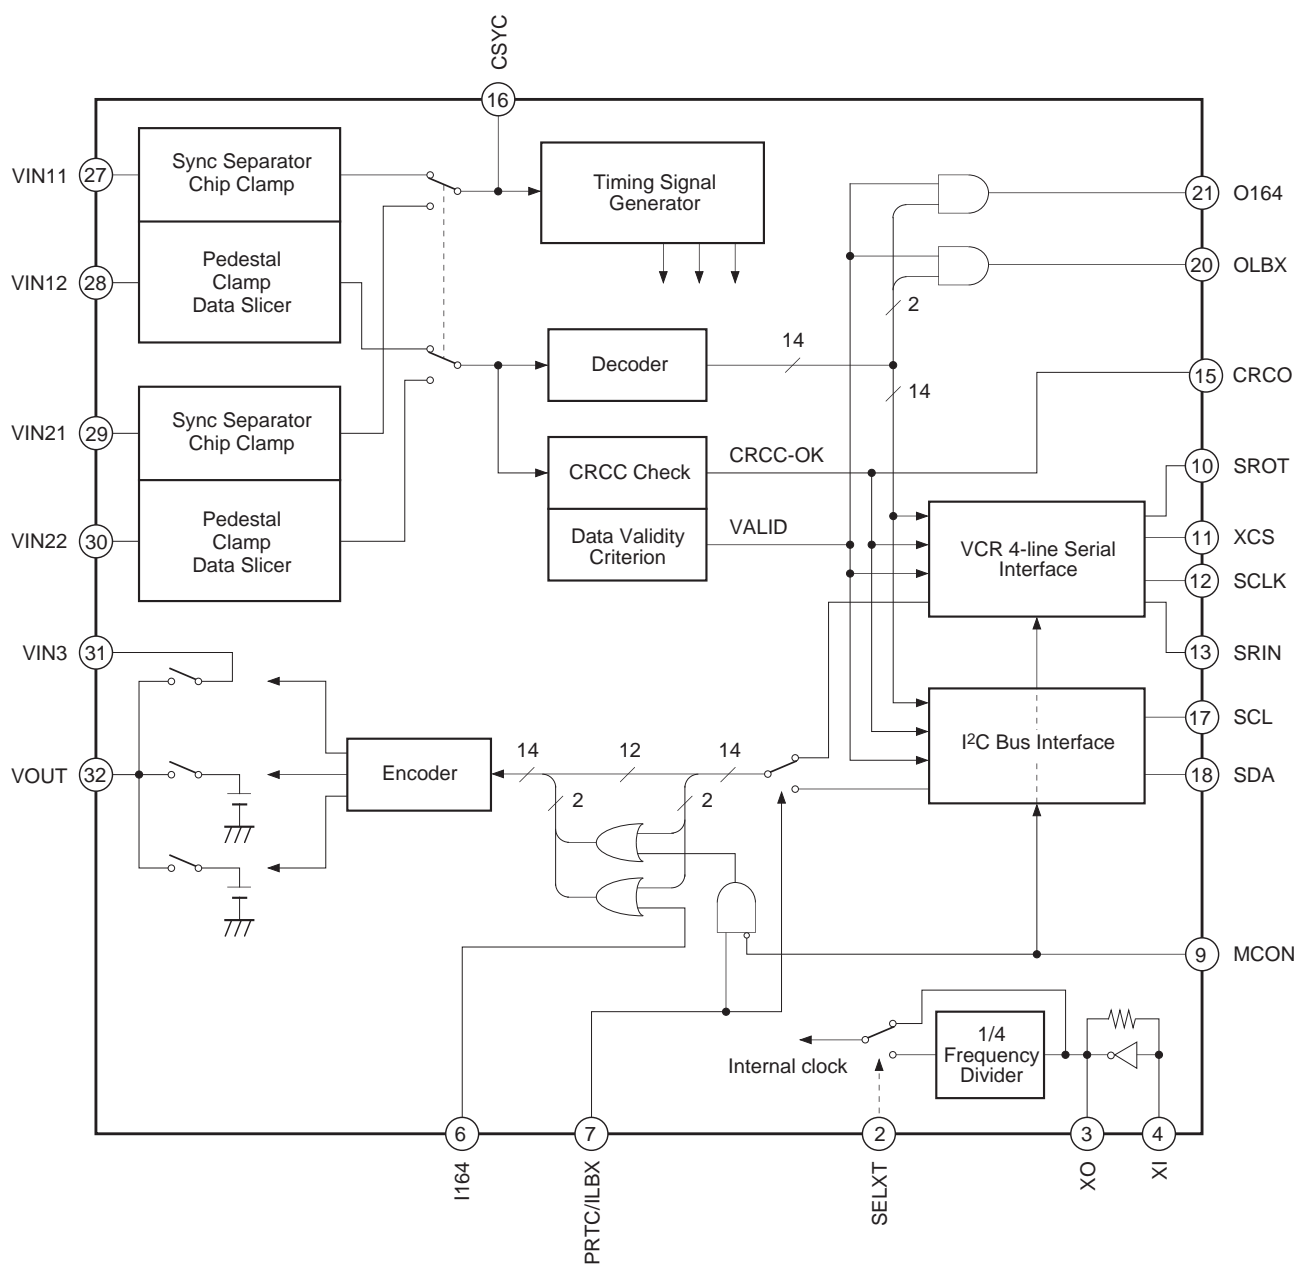 CSYC
16
VIN11
27
Sync Separator
Chip Clamp
Timing Signal
Generator
21
O164
VIN12
28
Pedestal
Clamp
Data Slicer
20
OLBX
2
14
Decoder
15
CRCO
14
VIN21
29
Sync Separator
Chip Clamp
CRCC Check
CRCC-OK
10
SROT
VIN22
30
Pedestal
Clamp
Data Slicer
Data Validity
Criterion
VALID
VCR 4-line Serial
Interface
11
XCS
12
SCLK
VIN3
31
13
SRIN
17
SCL
I²C Bus Interface
VOUT
32
Encoder
14
12
14
18
SDA
2
2
9
MCON
1/4
Frequency
Divider
Internal clock
6
7
2
3
4
I164
PRTC/ILBX
SELXT
XO
XI